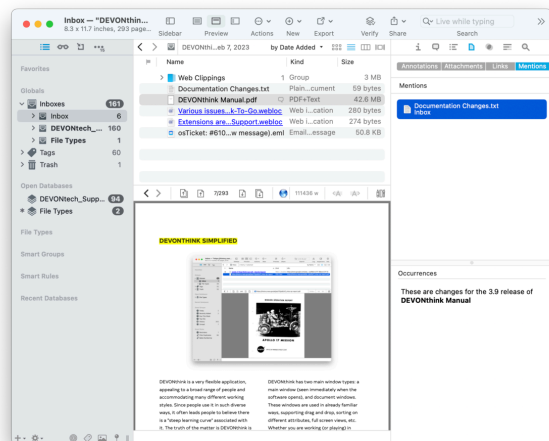 Inbox — "DEVONthin...
8.3 x 11.7 inches, 293 page...
Sidebar
Preview
Actions
New
Export
Verify
Share
Live while typing
Search
DEVONthi...eb 7, 2023
by Date Added
Annotations
Attachments
Links
Mentions
Name
Kind
Size
Favorites
Web Clippings 1 Group 3 MB
Documentation Changes.txt Plain...cument 59 bytes
DEVONthink Manual.pdf PDF+Text 42.6 MB
Various issues...k-To-Go.webloc Web i...cation 280 bytes
Extensions are...Support.webloc Web i...cation 274 bytes
osTicket: #610...w message).eml Email...essage 50.8 KB
Globals
Inboxes 161
Inbox 6
DEVONtech_... 160
File Types 1
Tags 60
Trash 1
Open Databases
DEVONtech_Supp... 94
File Types 2
File Types
Smart Groups
Smart Rules
Recent Databases
7/293
111436 w
DEVONTHINK SIMPLIFIED
APOLLO 17 MISSION
DEVONthink is a very flexible application,
appealing to a broad range of people and
accommodating many different working
styles. Since people use it in such diverse
ways, it often leads people to believe there
is a "steep learning curve" associated with
it. The truth of the matter is DEVONthink is
DEVONthink has two main window types: a
main window (seen immediately when the
software opens), and document windows.
These windows are used in already familiar
ways, supporting drag and drop, sorting on
different attributes, full screen views, etc.
Whether you are working (or playing) in
Mentions
Documentation Changes.txt
Inbox
Occurrences
These are changes for the 3.9 release of
DEVONthink Manual